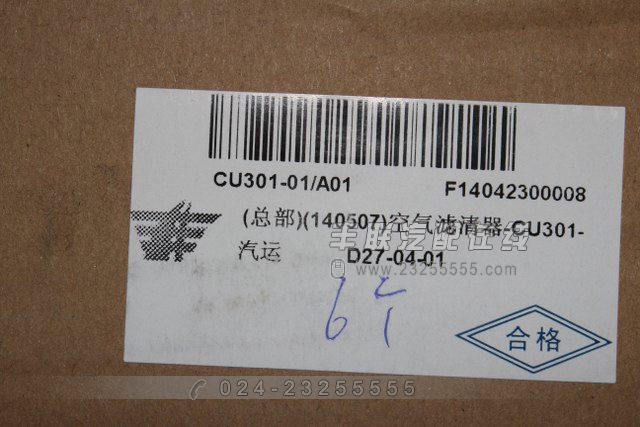 CU301-01/A01 F14042300008
(总部)(140507)空气滤清器-CU301-
汽运 D27-04-01
丰联汽配在线
www.23255555.com
合格
024-23255555